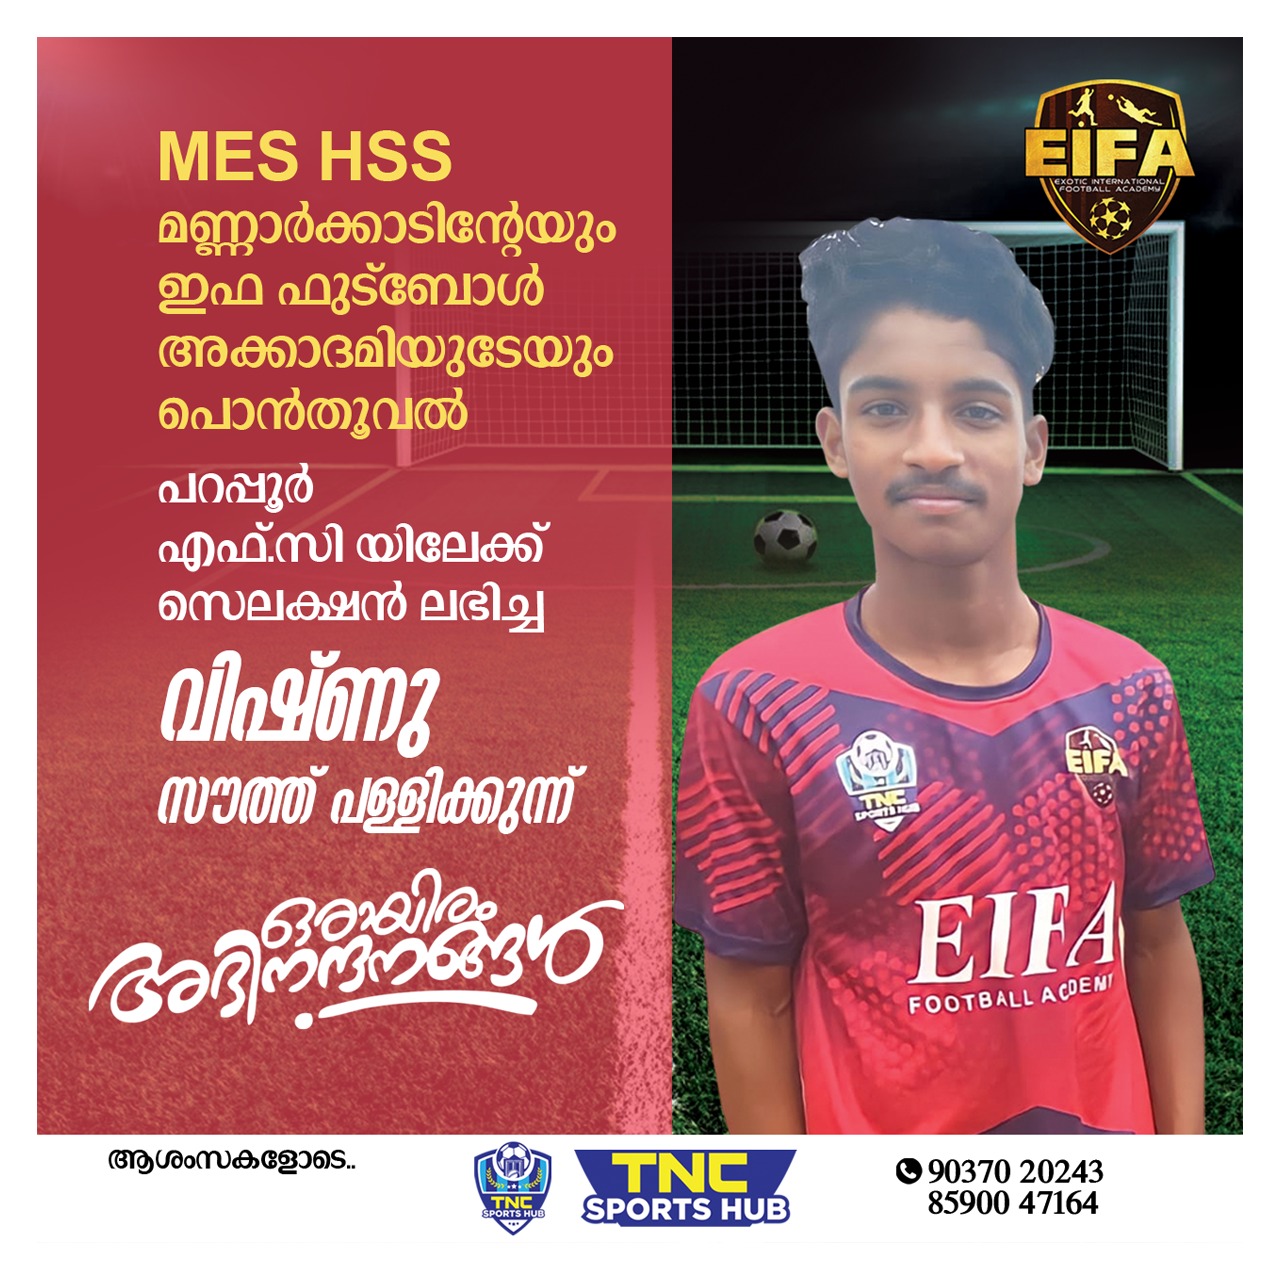 EIFA
EXOTIC INTERNATIONAL
FOOTBALL ACADEMY
MES HSS
മണ്ണാർക്കാടിന്റേയും
ഇഫ ഫുട്ബോൾ
അക്കാദമിയുടേയും
പൊൻതൂവൽ
പറപ്പൂർ
എഫ്.സി യിലേക്ക്
സെലക്ഷൻ ലഭിച്ച
വിഷ്ണു
സൗത്ത് പള്ളിക്കുന്ന്
ഒരായിരം
അഭിനന്ദനങ്ങൾ
TNC
SPORTS HUB
EIFA
EIFA
FOOTBALL ACADEMY
ആശംസകളോടെ..
TNC
SPORTS HUB
TNC
SPORTS HUB
90370 20243
85900 47164